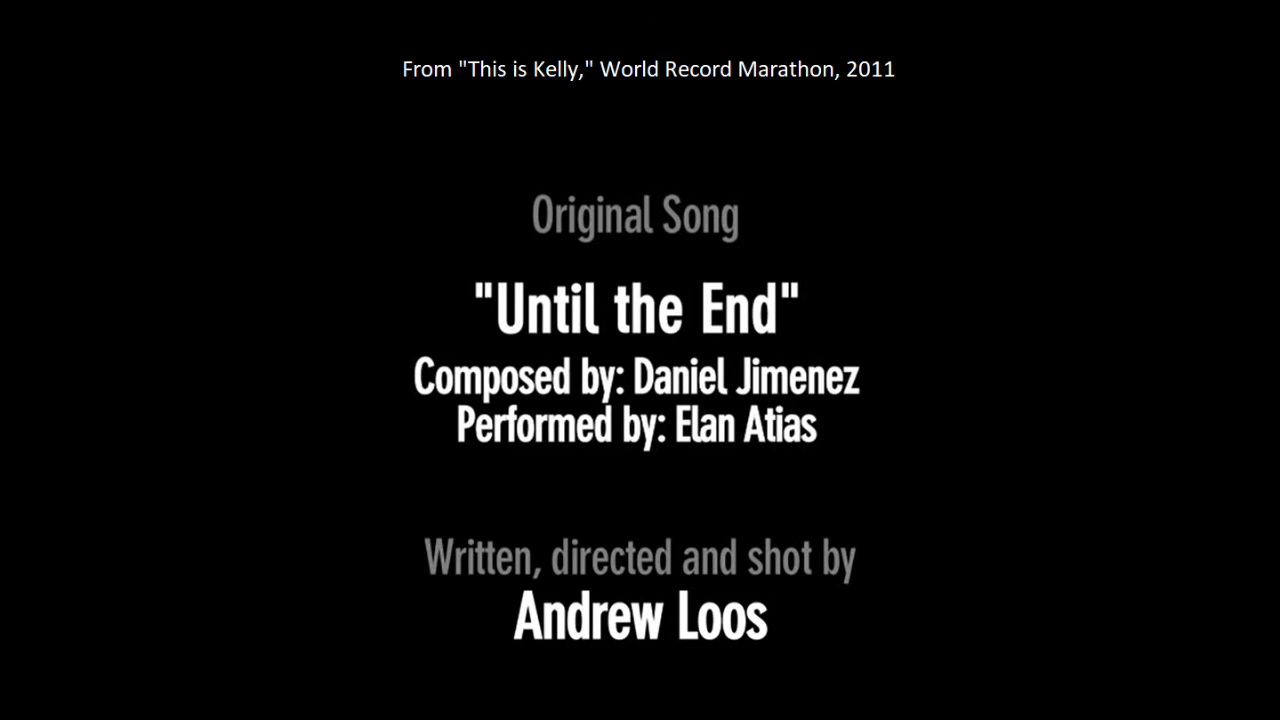 From "This is Kelly," World Record Marathon, 2011
Original Song
"Until the End"
Composed by: Daniel Jimenez
Performed by: Elan Atias
Written, directed and shot by
Andrew Loos